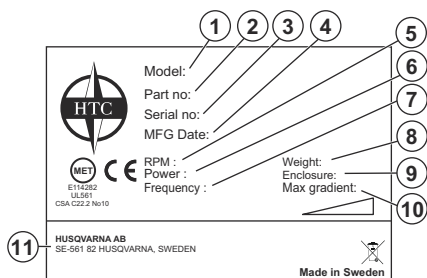 1 2 3 4
5
6
7
8
9
10
11
HTC
Model:
Part no:
Serial no:
MFG Date:
RPM :
Power :
Frequency :
Weight:
Enclosure:
Max gradient:
MET CE
E114282
UL561
CSA C22.2 No10
HUSQVARNA AB
SE-561 82 HUSQVARNA, SWEDEN
Made in Sweden